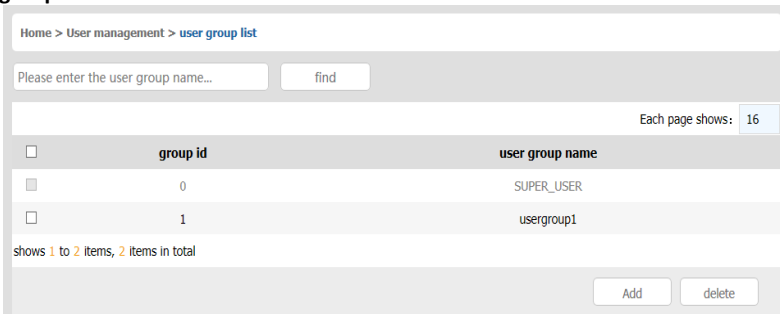 Home > User management > user group list
Please enter the user group name... find
Each page shows: 16
group id user group name
0 SUPER_USER
1 usergroup1
shows 1 to 2 items, 2 items in total
Add delete